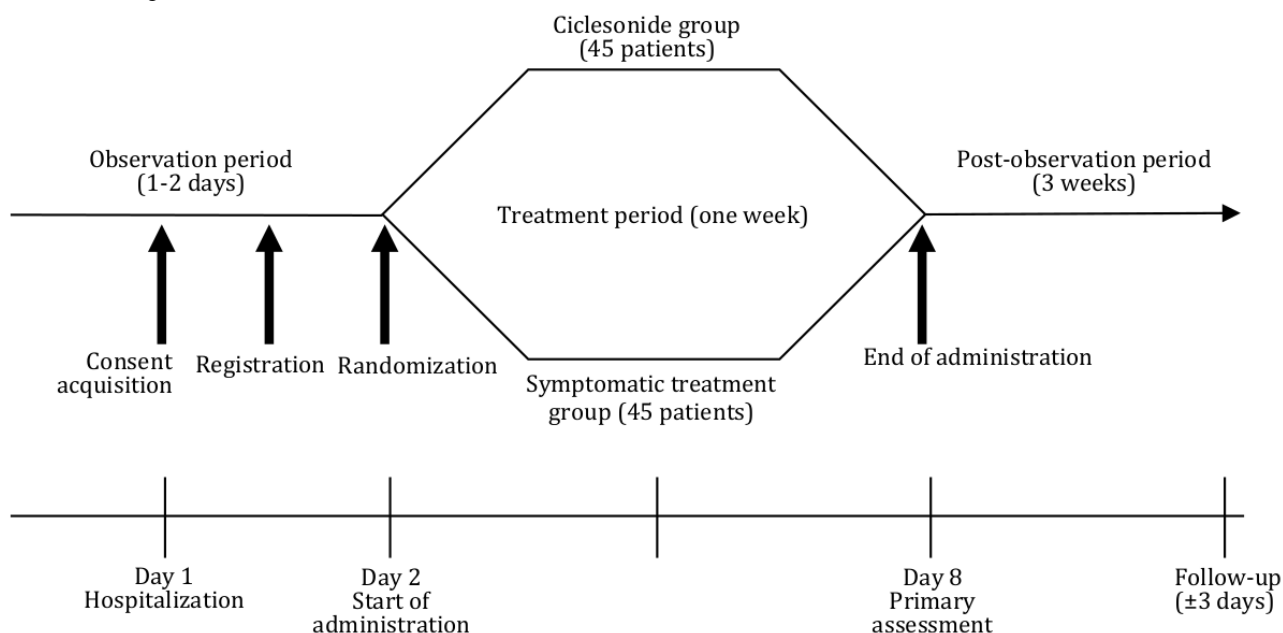 Ciclesonide group
(45 patients)
Observation period
(1-2 days)
Post-observation period
(3 weeks)
Treatment period (one week)
Consent
acquisition
Registration
Randomization
End of administration
Symptomatic treatment
group (45 patients)
Day 1
Hospitalization
Day 2
Start of
administration
Day 8
Primary
assessment
Follow-up
(±3 days)